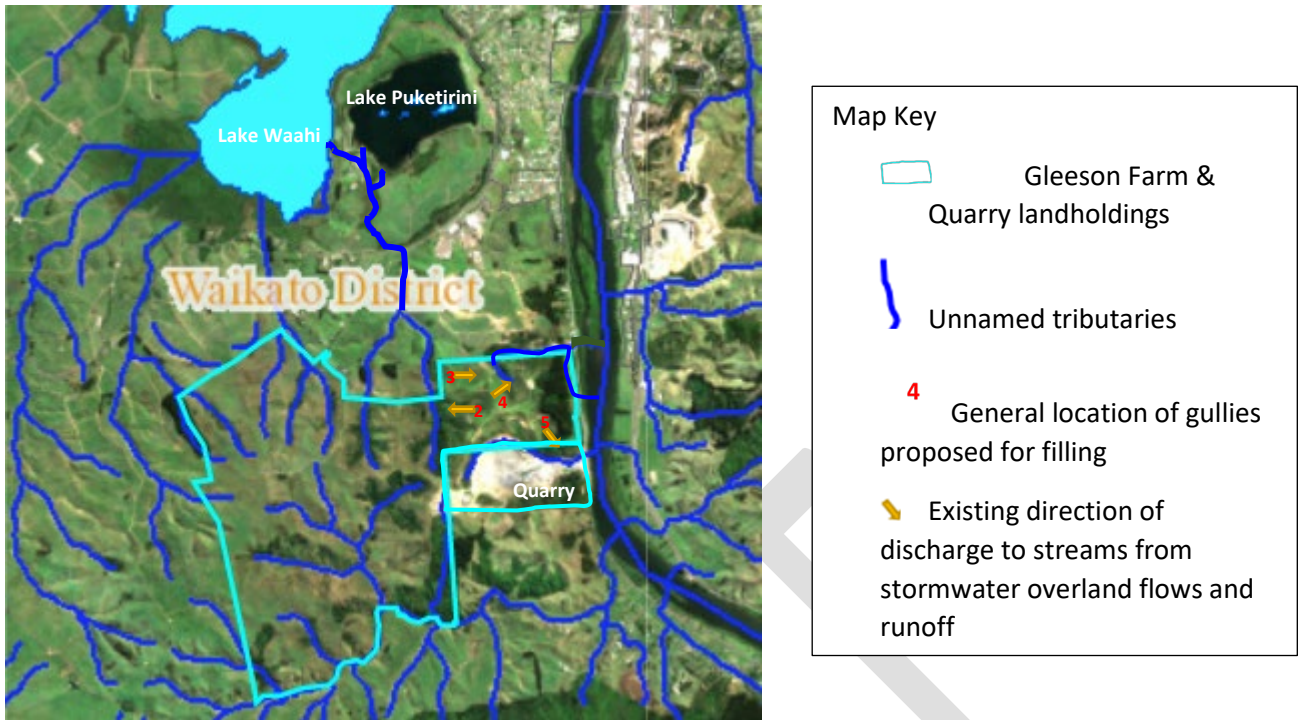 Lake Puketirini
Lake Waahi
Waikato District
3
4
2
5
Quarry
Map Key
Gleeson Farm &
Quarry landholdings
Unnamed tributaries
4
General location of gullies
proposed for filling
Existing direction of
discharge to streams from
stormwater overland flows and
runoff